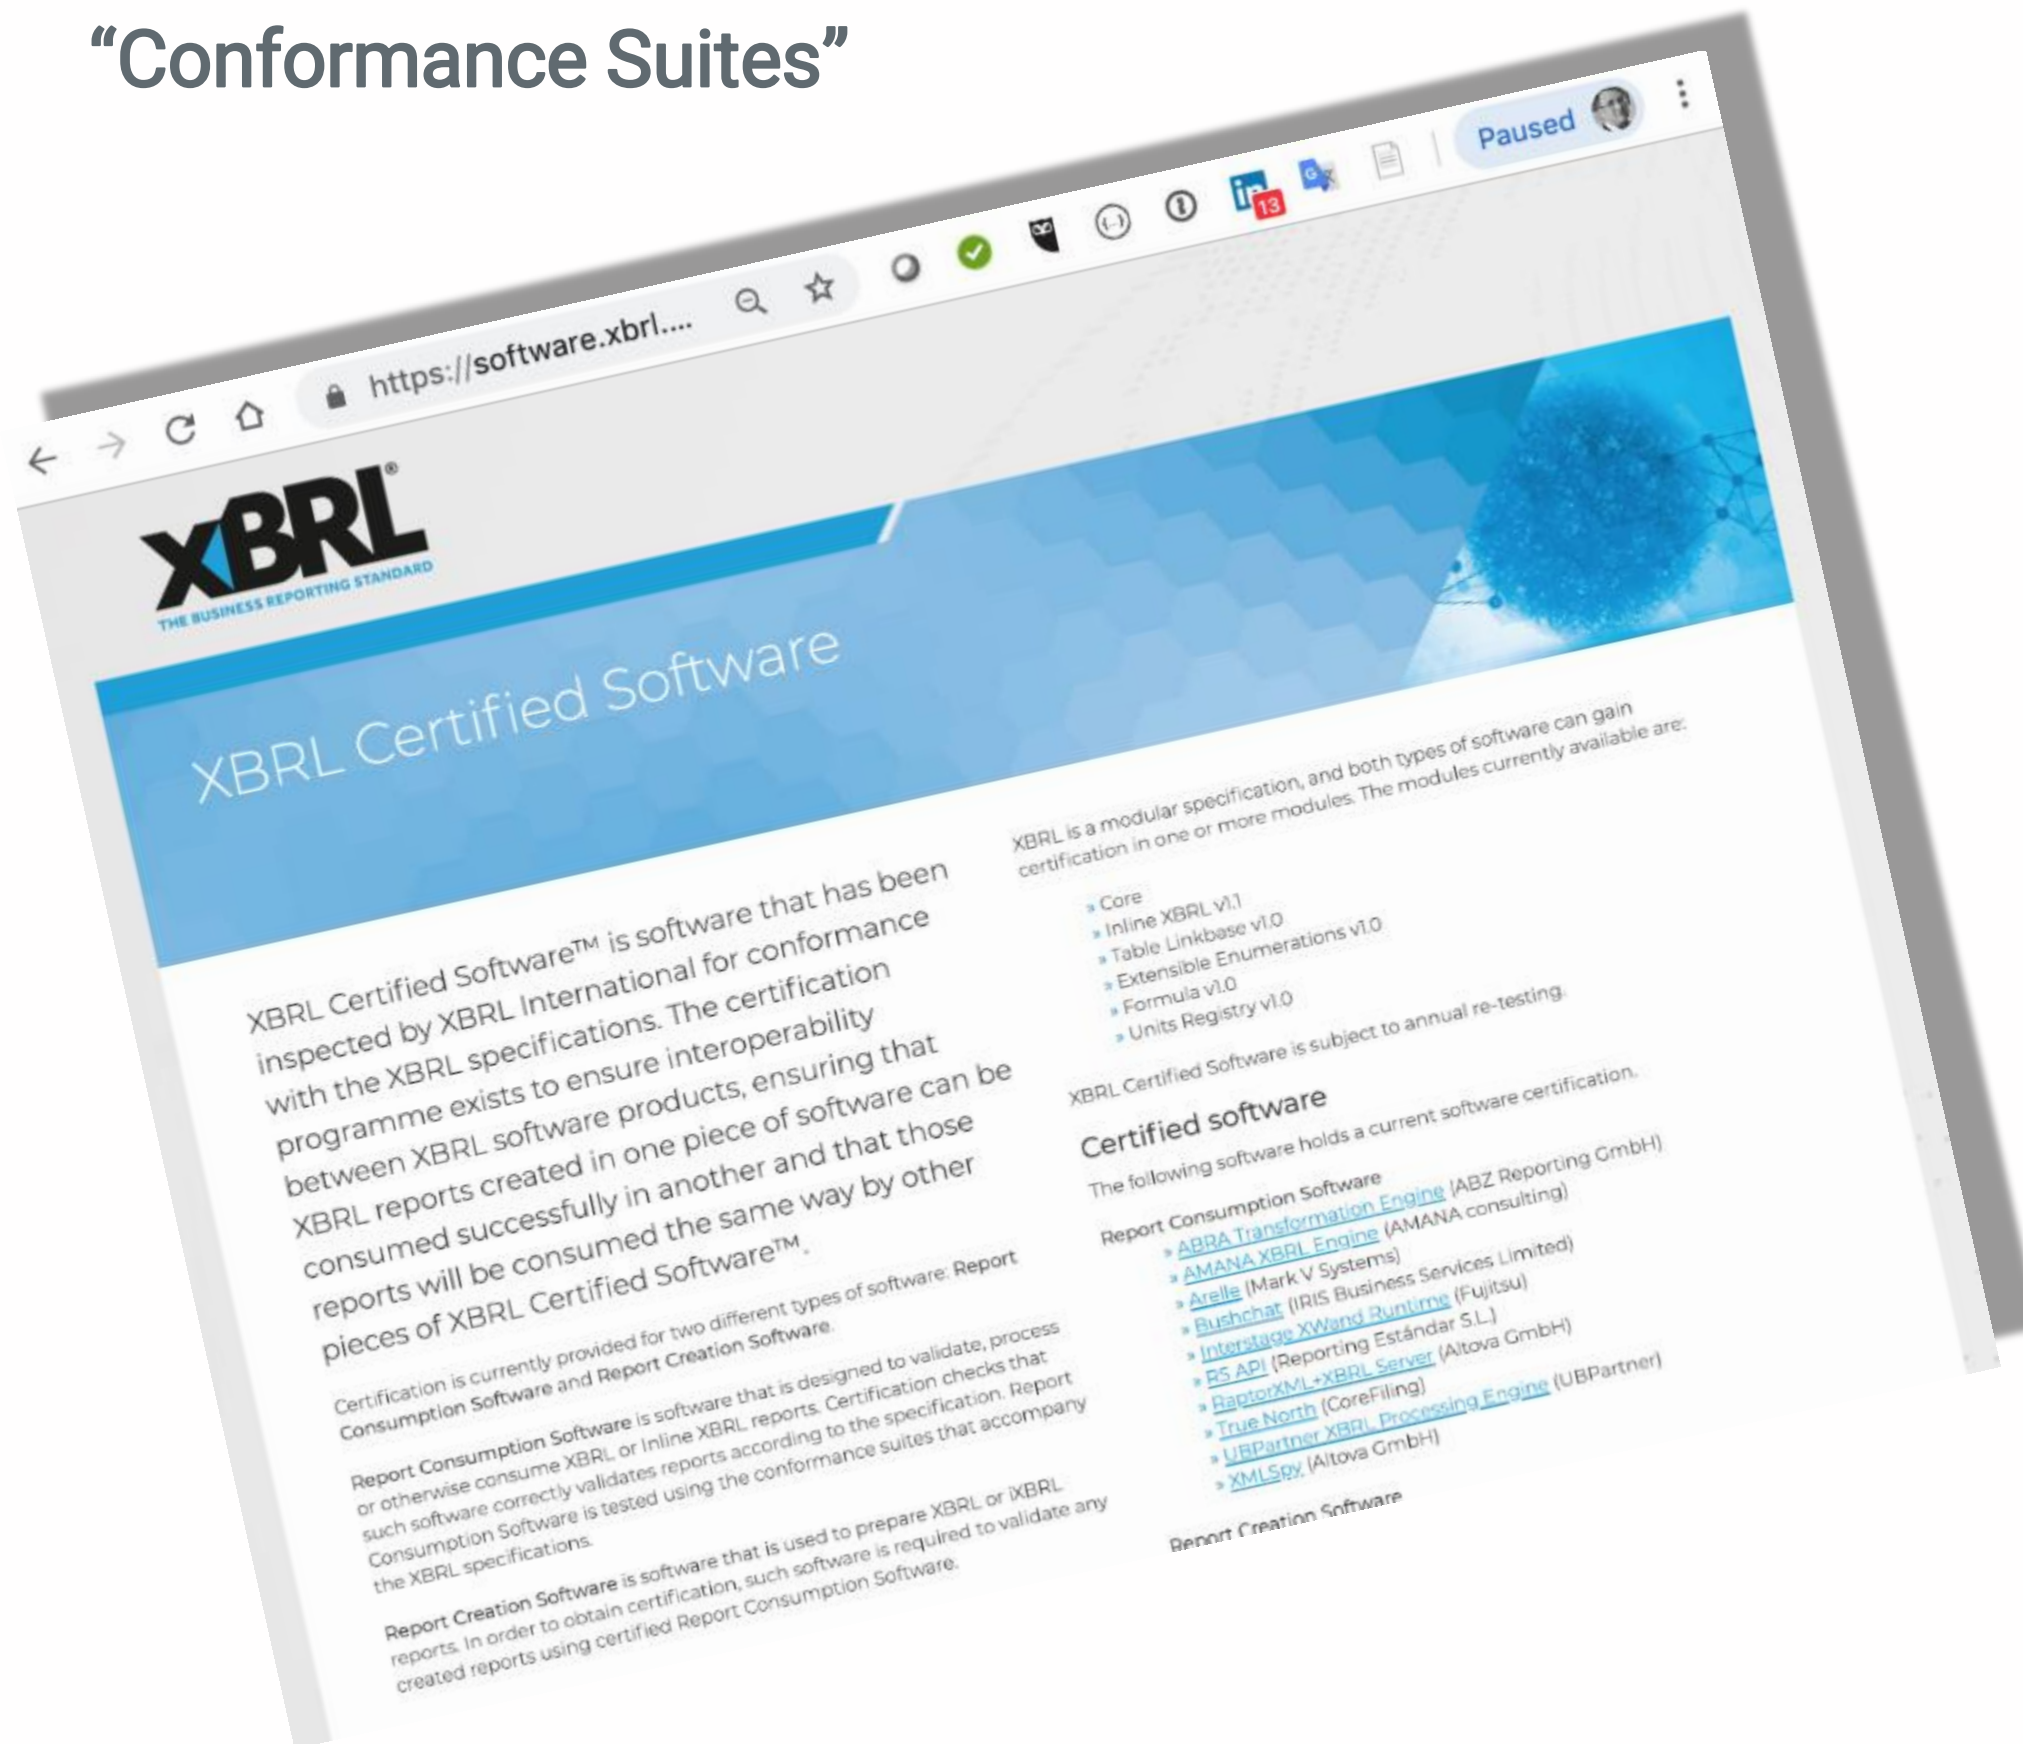 “Conformance Suites”
Paused
13
https://software.xbrl....
XBRL®
THE BUSINESS REPORTING STANDARD
XBRL Certified Software
XBRL Certified Software™ is software that has been
inspected by XBRL International for conformance
with the XBRL specifications. The certification
programme exists to ensure interoperability
between XBRL software products, ensuring that
XBRL reports created in one piece of software can be
consumed successfully in another and that those
reports will be consumed the same way by other
pieces of XBRL Certified Software™.
Certification is currently provided for two different types of software: Report
Consumption Software and Report Creation Software.
Report Consumption Software is software that is designed to validate, process
or otherwise consume XBRL or Inline XBRL reports. Certification checks that
such software correctly validates reports according to the specification. Report
Consumption Software is tested using the conformance suites that accompany
the XBRL specifications.
Report Creation Software is software that is used to prepare XBRL or iXBRL
reports. In order to obtain certification, such software is required to validate any
created reports using certified Report Consumption Software.
XBRL is a modular specification, and both types of software can gain
certification in one or more modules. The modules currently available are:
» Core
» Inline XBRL v1.1
» Table Linkbase v1.0
» Extensible Enumerations v1.0
» Formula v1.0
» Units Registry v1.0
XBRL Certified Software is subject to annual re-testing.
Certified software
The following software holds a current software certification.
Report Consumption Software
» ABRA Transformation Engine (ABZ Reporting GmbH)
» AMANA XBRL Engine (AMANA consulting)
» Arelle (Mark V Systems)
» Bushchat (IRIS Business Services Limited)
» Interstage XWand Runtime (Fujitsu)
» RS API (Reporting Estándar S.L.)
» RaptorXML+XBRL Server (Altova GmbH)
» True North (CoreFiling)
» UBPartner XBRL Processing Engine (UBPartner)
» XMLSpy (Altova GmbH)
Report Creation Software